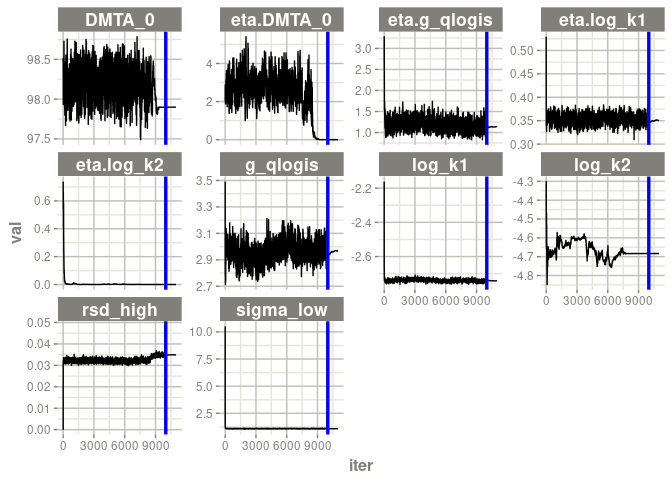 DMTA_0 eta.DMTA_0 eta.g_qlogis eta.log_k1
98.5 4 3.0 0.50
98.0 2 2.5 0.45
97.5 0 2.0 0.40
1.5 0.35
1.0 0.30
eta.log_k2 g_qlogis log_k1 log_k2
0.6 3.5 -2.2 -4.3
0.4 3.3 -2.4 -4.4
0.2 3.1 -2.6 -4.5
0.0 2.9 -4.6
2.7 -4.7
-4.8
0 3000 6000 9000 0 3000 6000 9000
rsd_high sigma_low
0.05 10.0
0.04 7.5
0.03 5.0
0.02 2.5
0.01
0.00
0 3000 6000 9000 0 3000 6000 9000
val
iter